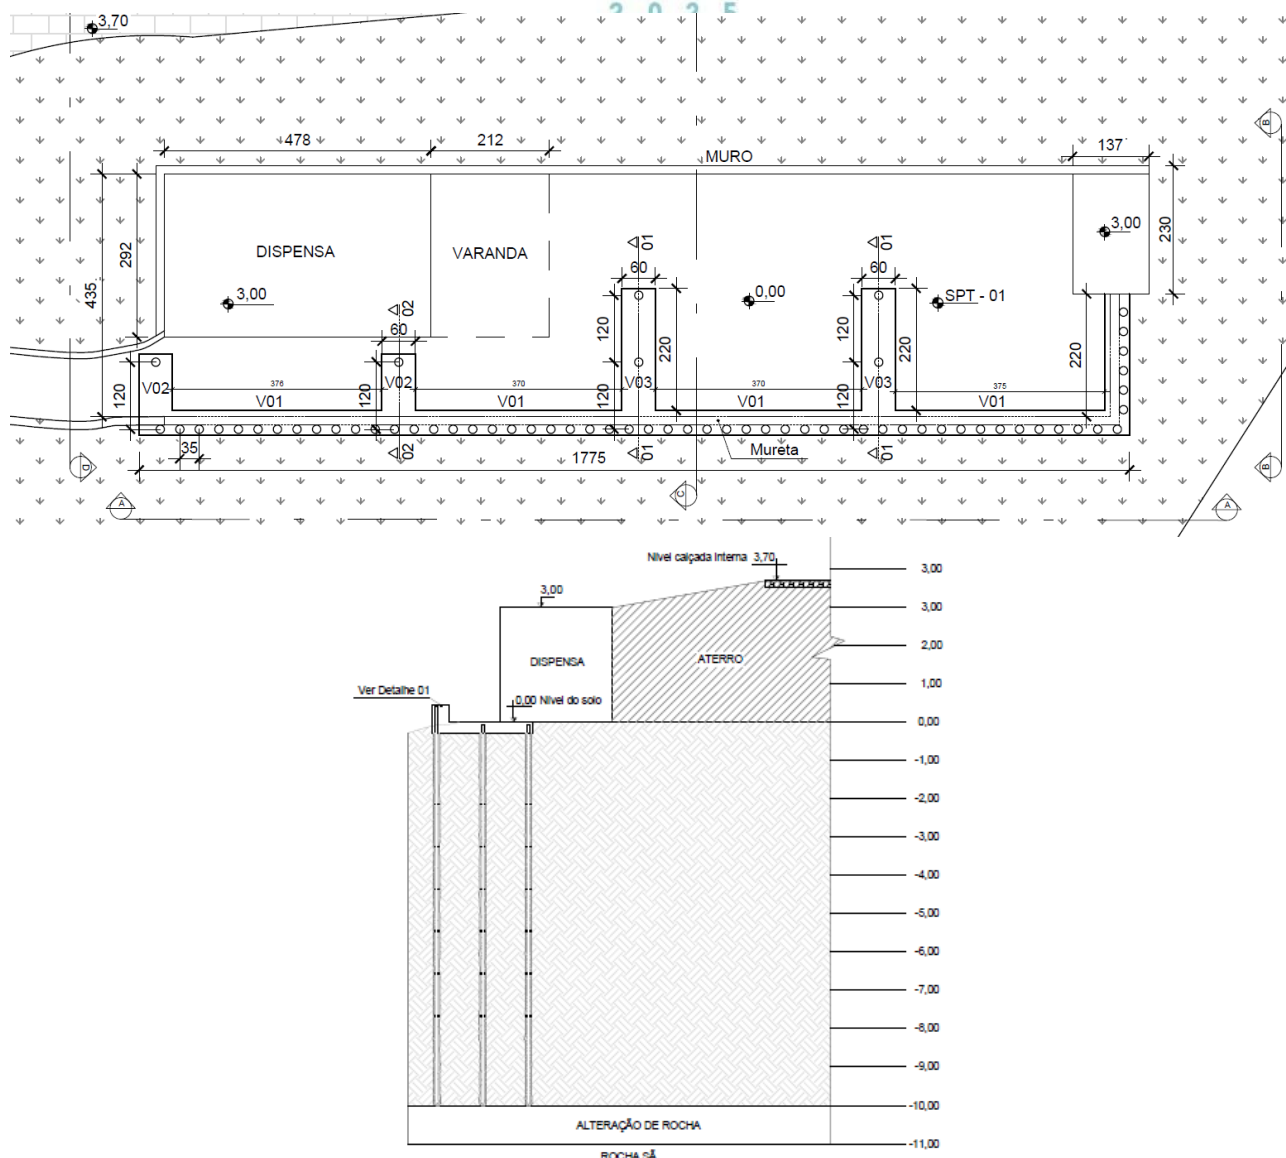 2 0 3 5
3,70
478
212
MURO
137
B
292
435
DISPENSA
VARANDA
3,00
3,00
0,00
SPT - 01
230
01
01
02
60
60
60
120
120
220
220
220
120
120
120
120
V02
V02
V03
V03
376
370
370
375
V01
V01
V01
V01
35
02
01
01
Mureta
1775
D
C
B
A
A
Nível calçada Interna 3,70
3,00
3,00
3,00
2,00
DISPENSA
ATERRO
1,00
Ver Detalhe 01
0,00 Nível do solo
0,00
-1,00
-2,00
-3,00
-4,00
-5,00
-6,00
-7,00
-8,00
-9,00
-10,00
ALTERAÇÃO DE ROCHA
-11,00
ROCHA SÃ